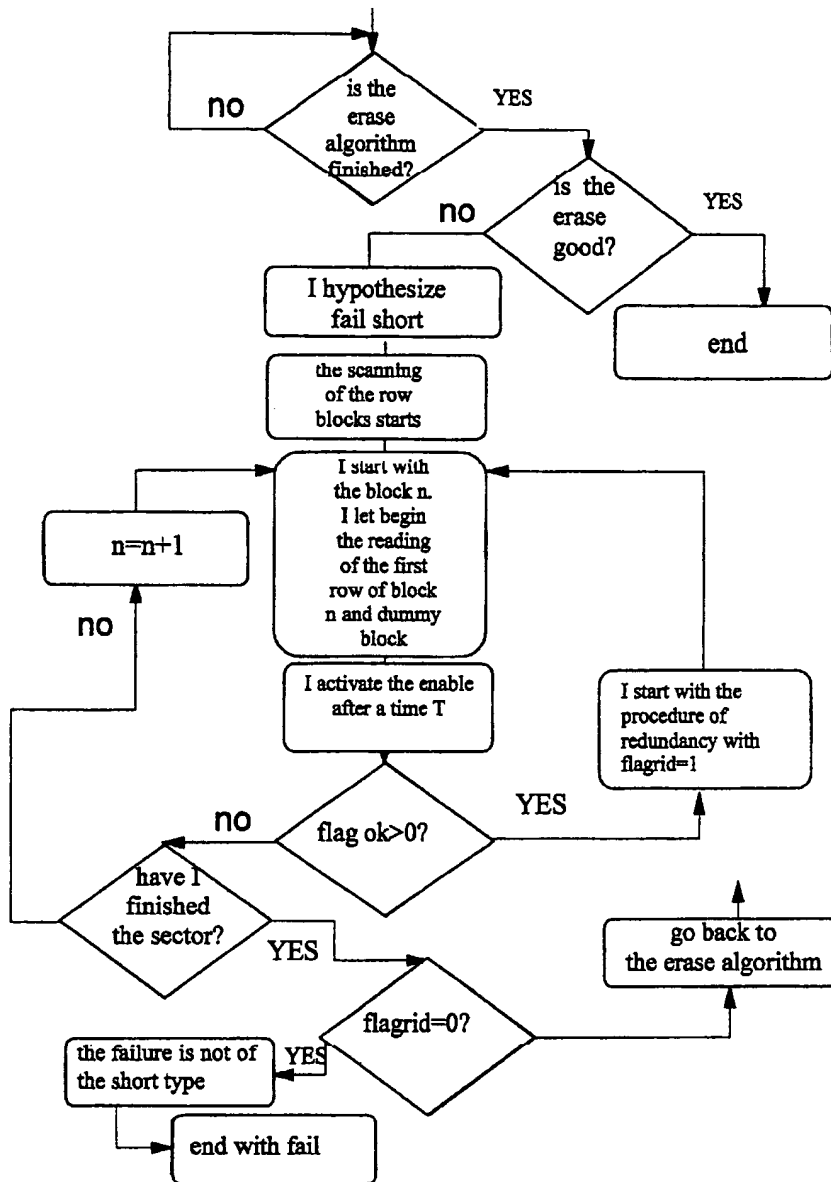 is the
erase
algorithm
finished?
no
YES
is the
erase
good?
no
YES
I hypothesize
fail short
end
the scanning
of the row
blocks starts
I start with
the block n.
I let begin
the reading
of the first
row of block
n and dummy
block
n=n+1
no
I activate the enable
after a time T
I start with the
procedure of
redundancy with
flagrid=1
flag ok>0?
no
YES
have I
finished
the sector?
YES
go back to
the erase algorithm
flagrid=0?
YES
the failure is not of
the short type
end with fail